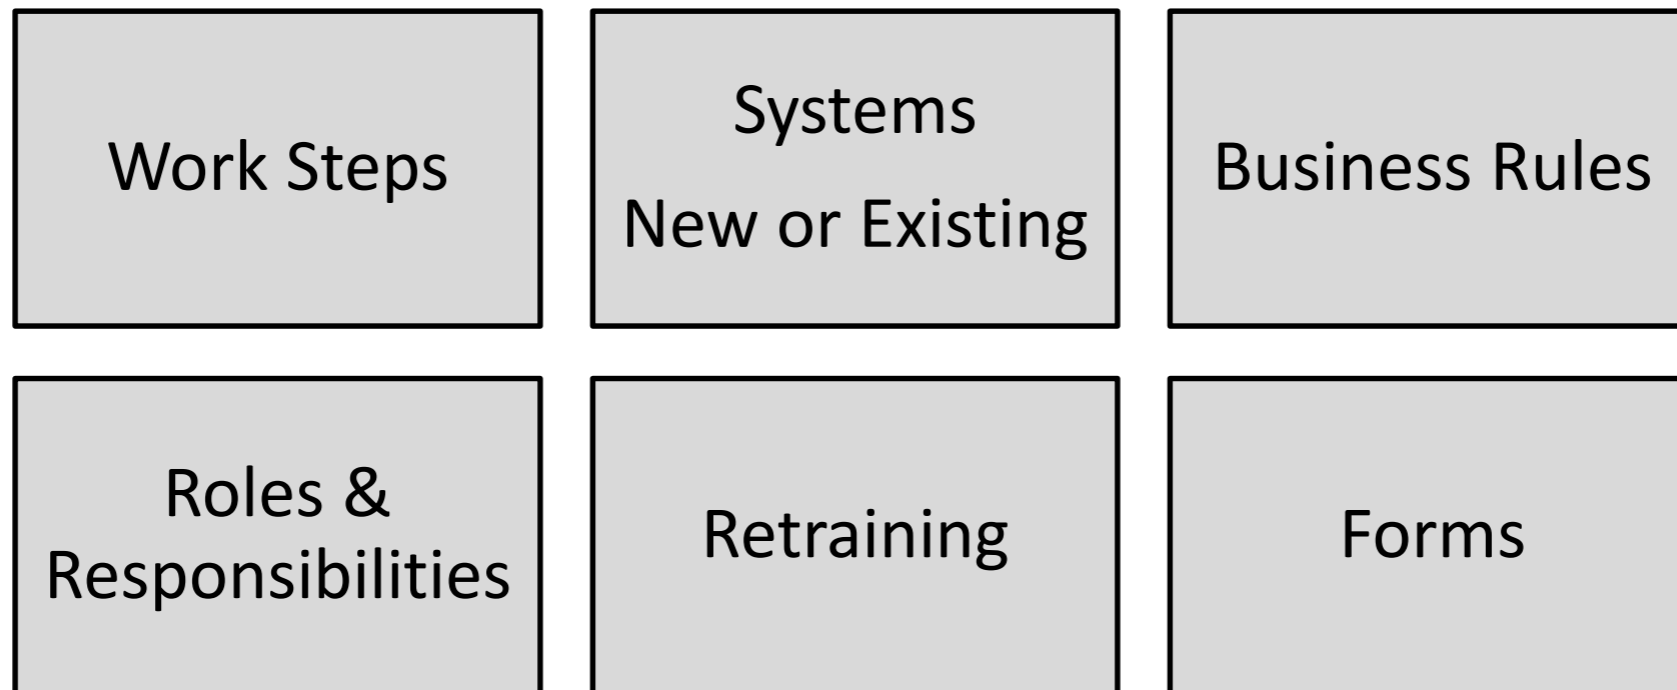 Work Steps
Systems
New or Existing
Business Rules
Roles &
Responsibilities
Retraining
Forms